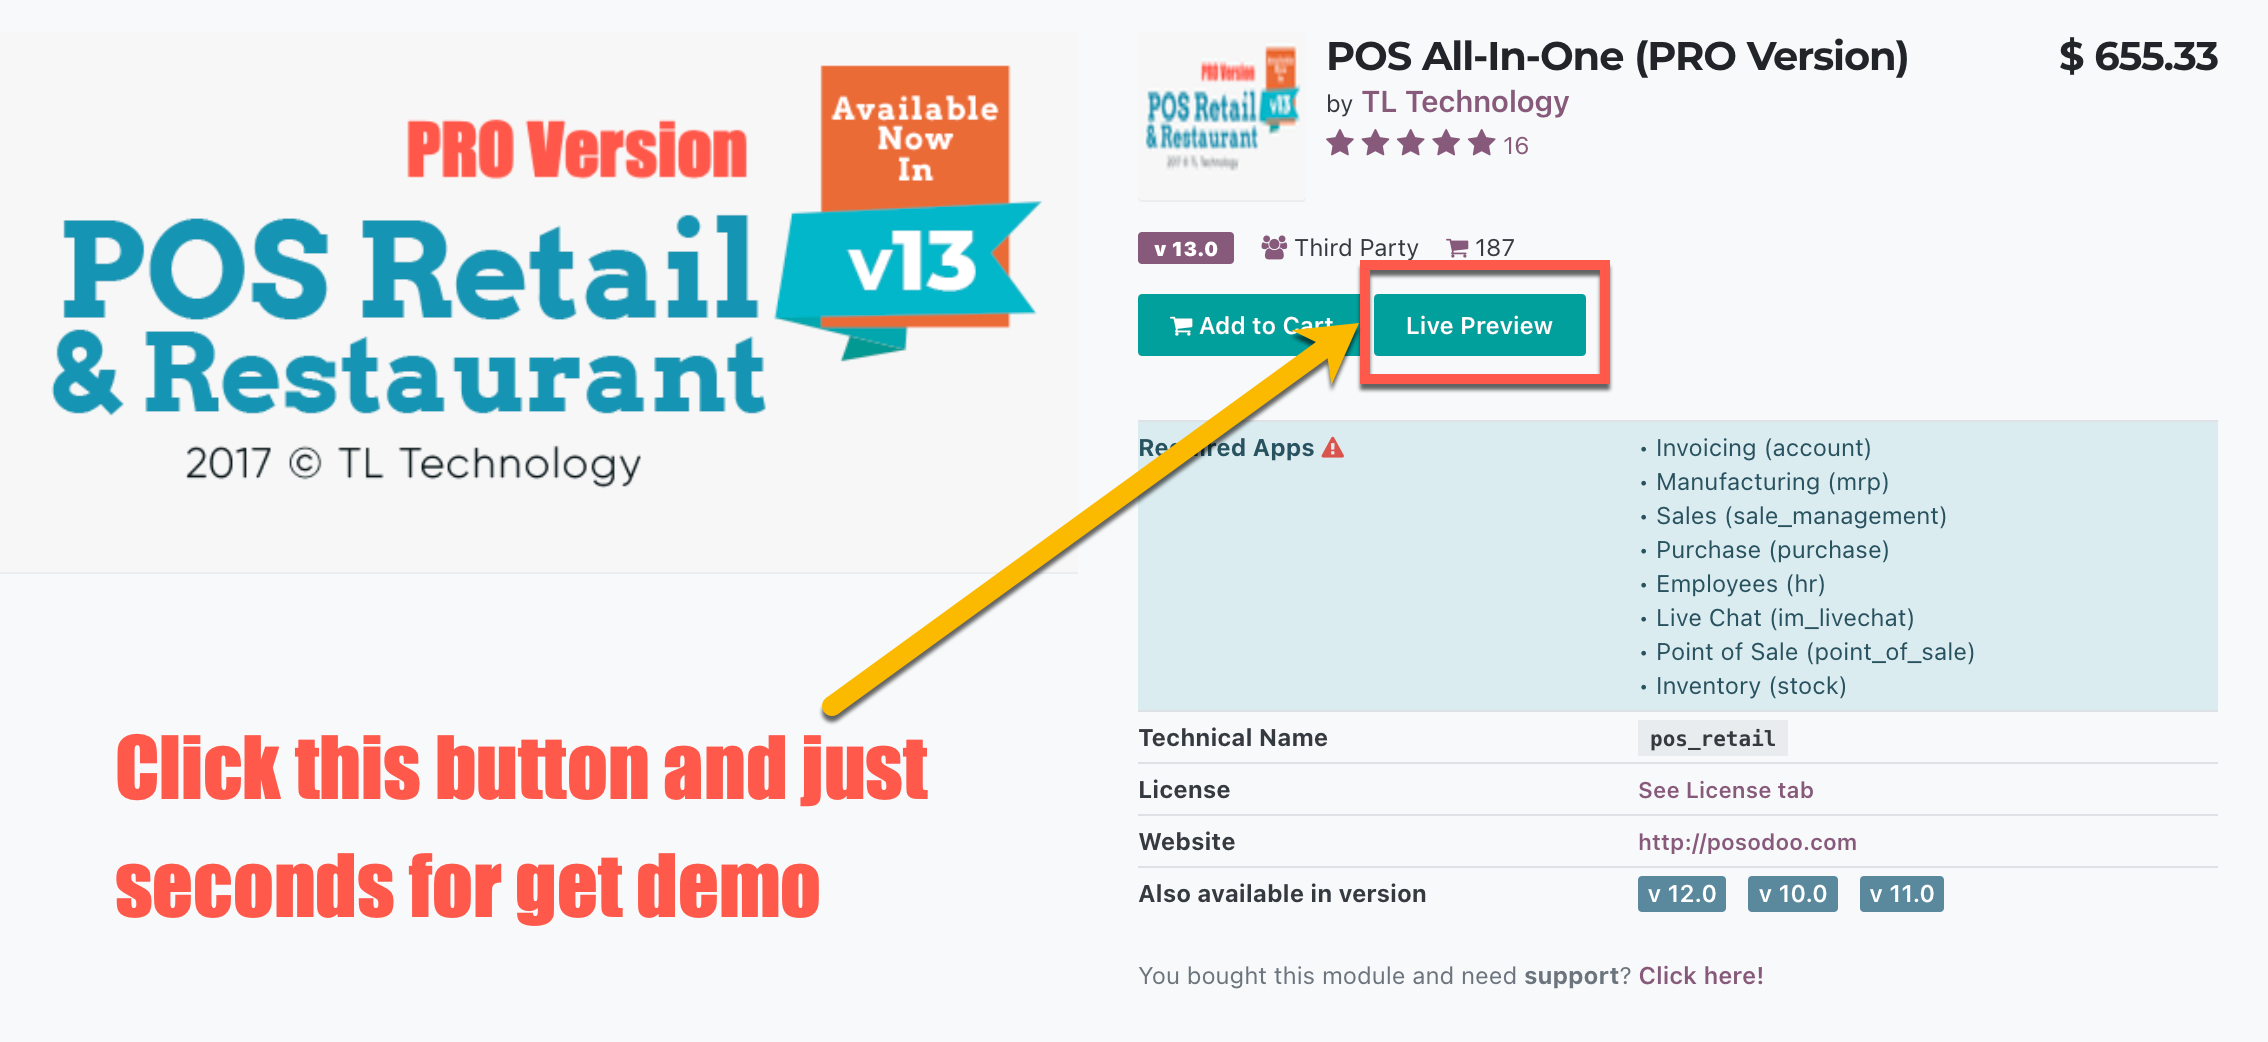 PRO Version
Available
Now
In
v13
POS Retail
& Restaurant
2017 © TL Technology
Click this button and just
seconds for get demo
PRO Version
POS Retail
v13
& Restaurant
2017 © TL Technology
POS All-In-One (PRO Version)
$ 655.33
by TL Technology
16
v 13.0
Third Party
187
Add to Cart
Live Preview
Required Apps
• Invoicing (account)
• Manufacturing (mrp)
• Sales (sale_management)
• Purchase (purchase)
• Employees (hr)
• Live Chat (im_livechat)
• Point of Sale (point_of_sale)
• Inventory (stock)
Technical Name
pos_retail
License
See License tab
Website
http://posodoo.com
Also available in version
v 12.0
v 10.0
v 11.0
You bought this module and need support? Click here!